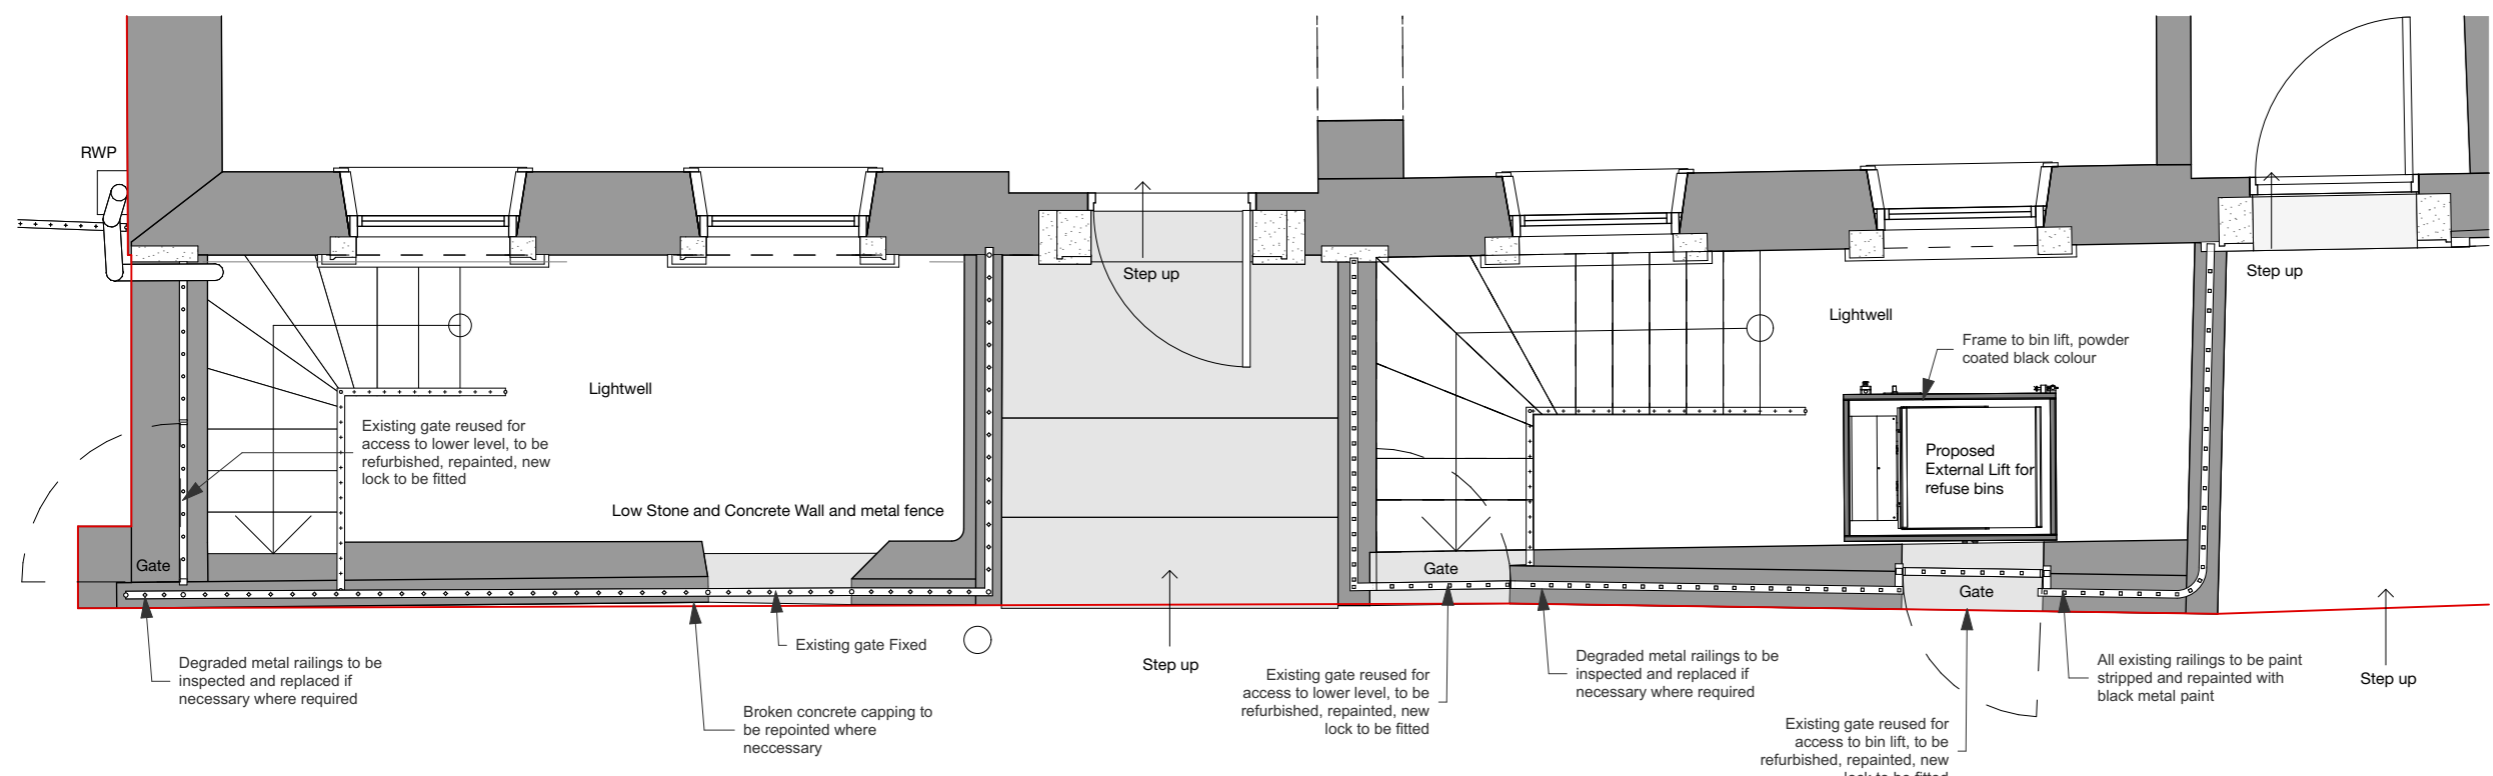 RWP
Step up
Step up
Lightwell
Frame to bin lift, powder
coated black colour
Lightwell
Existing gate reused for
access to lower level, to be
refurbished, repainted, new
lock to be fitted
Proposed
External Lift for
refuse bins
Low Stone and Concrete Wall and metal fence
Gate
Gate
Gate
Existing gate Fixed
Degraded metal railings to be
inspected and replaced if
necessary where required
Step up
Existing gate reused for
access to lower level, to be
refurbished, repainted, new
lock to be fitted
Degraded metal railings to be
inspected and replaced if
necessary where required
All existing railings to be paint
stripped and repainted with
black metal paint
Step up
Broken concrete capping to
be repointed where
neccessary
Existing gate reused for
access to bin lift, to be
refurbished, repainted, new
lock to be fitted